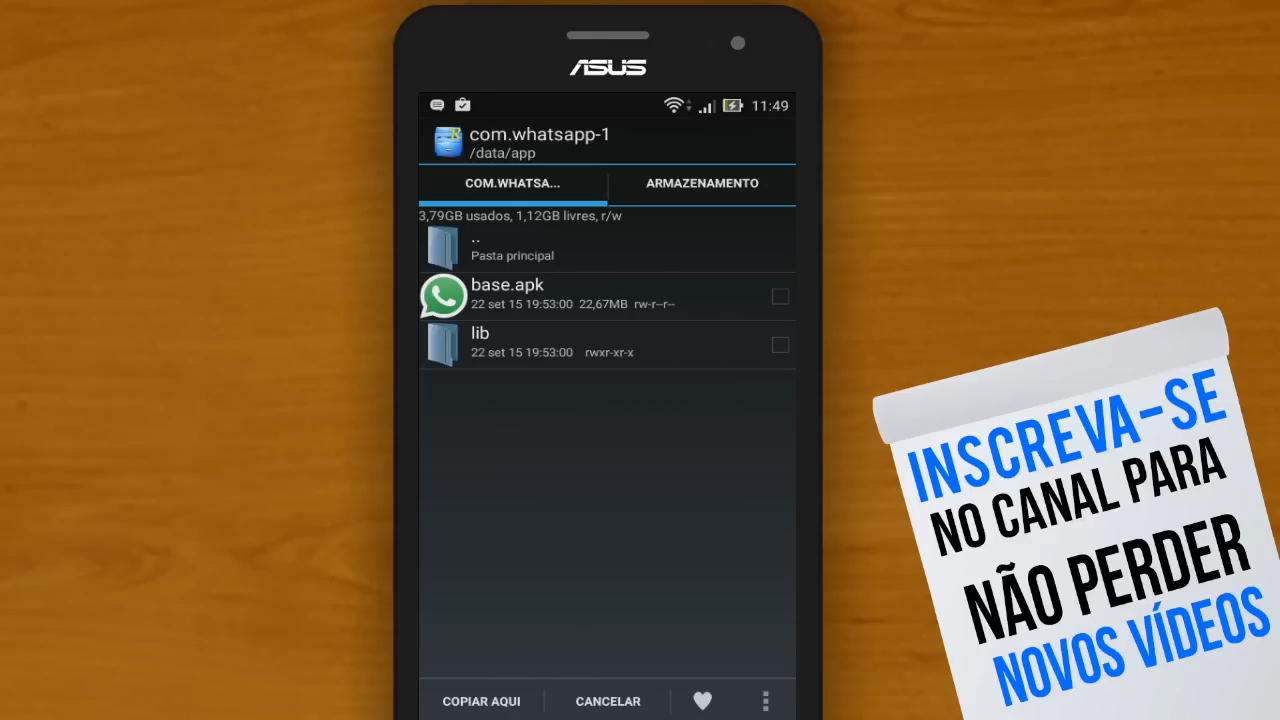 ASUS
11:49
com.whatsapp-1
/data/app
COM.WHATSA...
ARMAZENAMENTO
3,79GB usados, 1,12GB livres, r/w
..
Pasta principal
base.apk
22 set 15 19:53:00 22,67MB rw-r--r--
lib
22 set 15 19:53:00 rwxr-xr-x
COPIAR AQUI
CANCELAR
INSCREVA-SE
NO CANAL PARA
NÃO PERDER
NOVOS VÍDEOS